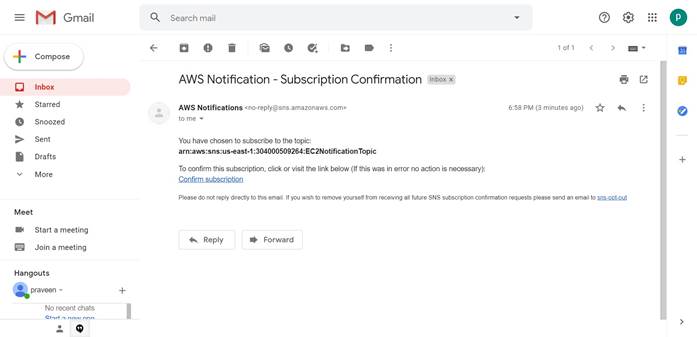 Gmail
Search mail
p
Compose
1 of 1
Inbox
Starred
Snoozed
Sent
Drafts
More
AWS Notification - Subscription Confirmation Inbox x
AWS Notifications <no-reply@sns.amazonaws.com>
6:58 PM (3 minutes ago)
to me
You have chosen to subscribe to the topic:
arn:aws:sns:us-east-1:304000509264:EC2NotificationTopic
To confirm this subscription, click or visit the link below (If this was in error no action is necessary):
Confirm subscription
Please do not reply directly to this email. If you wish to remove yourself from receiving all future SNS subscription confirmation requests please send an email to sns-opt-out
Reply
Forward
Meet
Start a meeting
Join a meeting
Hangouts
praveen
No recent chats